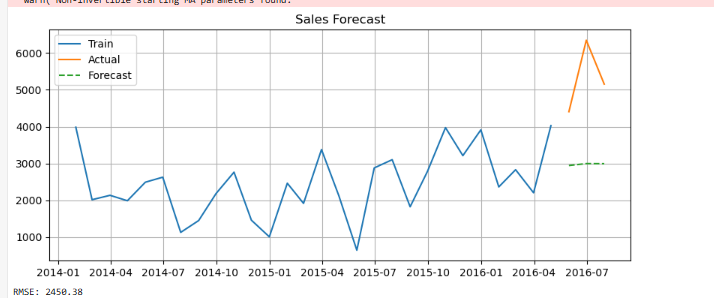 warn('Non-invertible starting MA parameters found.'
Sales Forecast
Train
Actual
Forecast
6000
5000
4000
3000
2000
1000
2014-01 2014-04 2014-07 2014-10 2015-01 2015-04 2015-07 2015-10 2016-01 2016-04 2016-07
RMSE: 2450.38